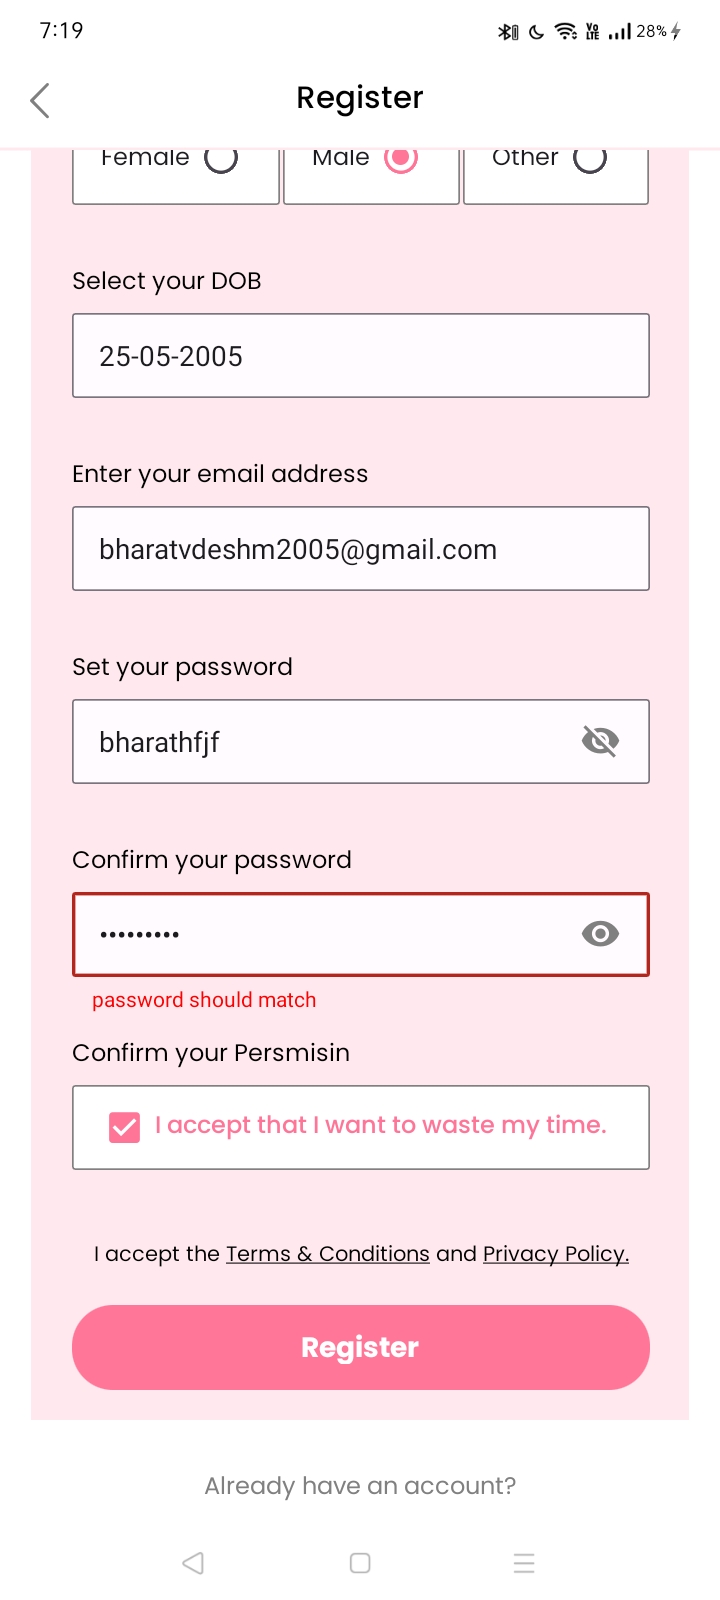 7:19
VO LTE 28%
Register
Female Male Other
Select your DOB
25-05-2005
Enter your email address
bharatvdeshm2005@gmail.com
Set your password
bharathfjf
Confirm your password
•••••••••
password should match
Confirm your Persmisin
I accept that I want to waste my time.
I accept the Terms & Conditions and Privacy Policy.
Register
Already have an account?